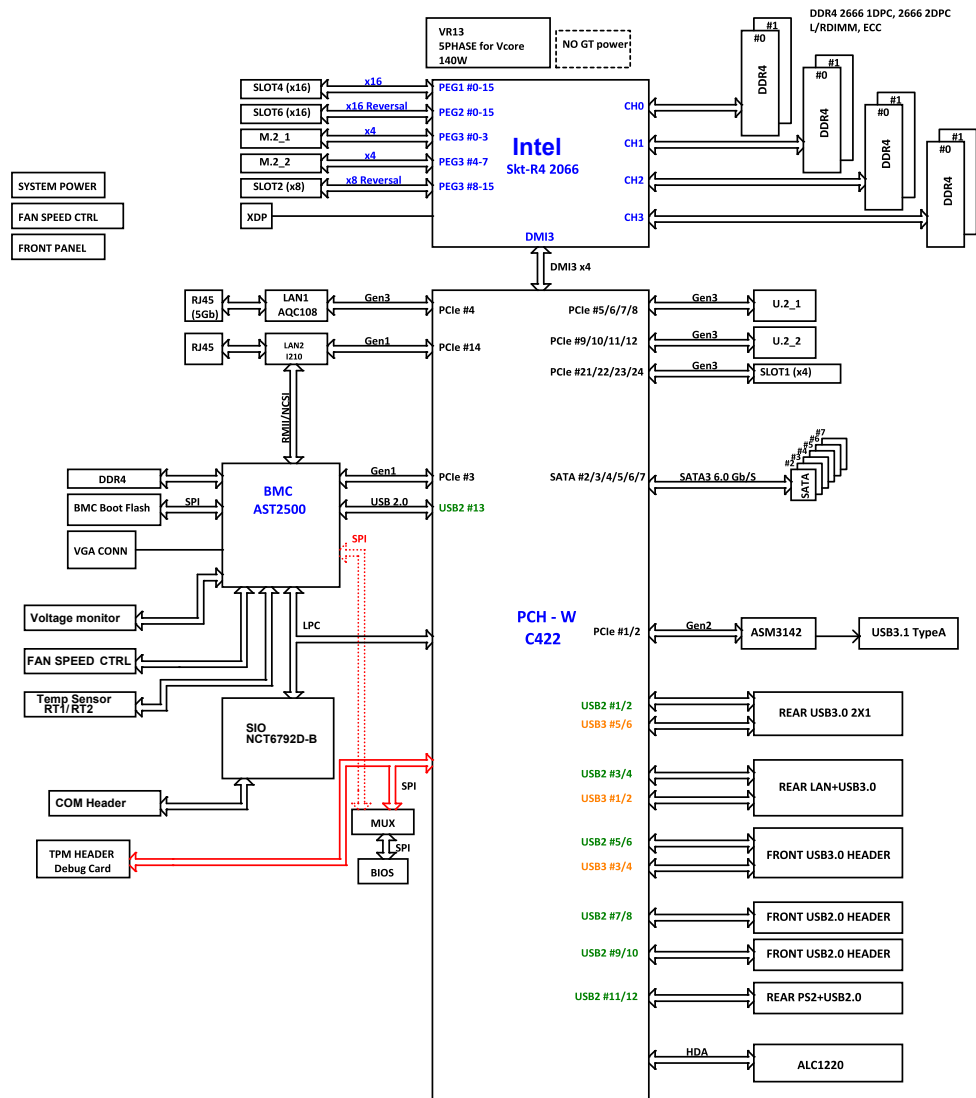 VR13
5PHASE for Vcore
140W
NO GT power
DDR4 2666 1DPC, 2666 2DPC
L/RDIMM, ECC
#1
#0
DDR4
#1
#0
DDR4
#1
#0
DDR4
#1
#0
DDR4
SLOT4 (x16)
x16
PEG1 #0-15
SLOT6 (x16)
x16 Reversal
PEG2 #0-15
M.2_1
x4
PEG3 #0-3
M.2_2
x4
PEG3 #4-7
SLOT2 (x8)
x8 Reversal
PEG3 #8-15
XDP
Intel
Skt-R4 2066
CH0
CH1
CH2
CH3
DMI3
DMI3 x4
SYSTEM POWER
FAN SPEED CTRL
FRONT PANEL
RJ45
(5Gb)
LAN1
AQC108
Gen3
PCIe #4
RJ45
LAN2
I210
Gen1
PCIe #14
RMII/NCSI
PCIe #5/6/7/8
Gen3
U.2_1
PCIe #9/10/11/12
Gen3
U.2_2
PCIe #21/22/23/24
Gen3
SLOT1 (x4)
DDR4
BMC Boot Flash
SPI
VGA CONN
BMC
AST2500
Gen1
PCIe #3
USB 2.0
USB2 #13
SPI
SATA #2/3/4/5/6/7
SATA3 6.0 Gb/S
#7
#6
#5
#4
#3
#2
SATA
Voltage monitor
FAN SPEED CTRL
Temp Sensor
RT1/RT2
LPC
SIO
NCT6792D-B
COM Header
TPM HEADER
Debug Card
SPI
MUX
SPI
BIOS
PCH - W
C422
PCIe #1/2
Gen2
ASM3142
USB3.1 TypeA
USB2 #1/2
USB3 #5/6
REAR USB3.0 2X1
USB2 #3/4
USB3 #1/2
REAR LAN+USB3.0
USB2 #5/6
USB3 #3/4
FRONT USB3.0 HEADER
USB2 #7/8
FRONT USB2.0 HEADER
USB2 #9/10
FRONT USB2.0 HEADER
USB2 #11/12
REAR PS2+USB2.0
HDA
ALC1220